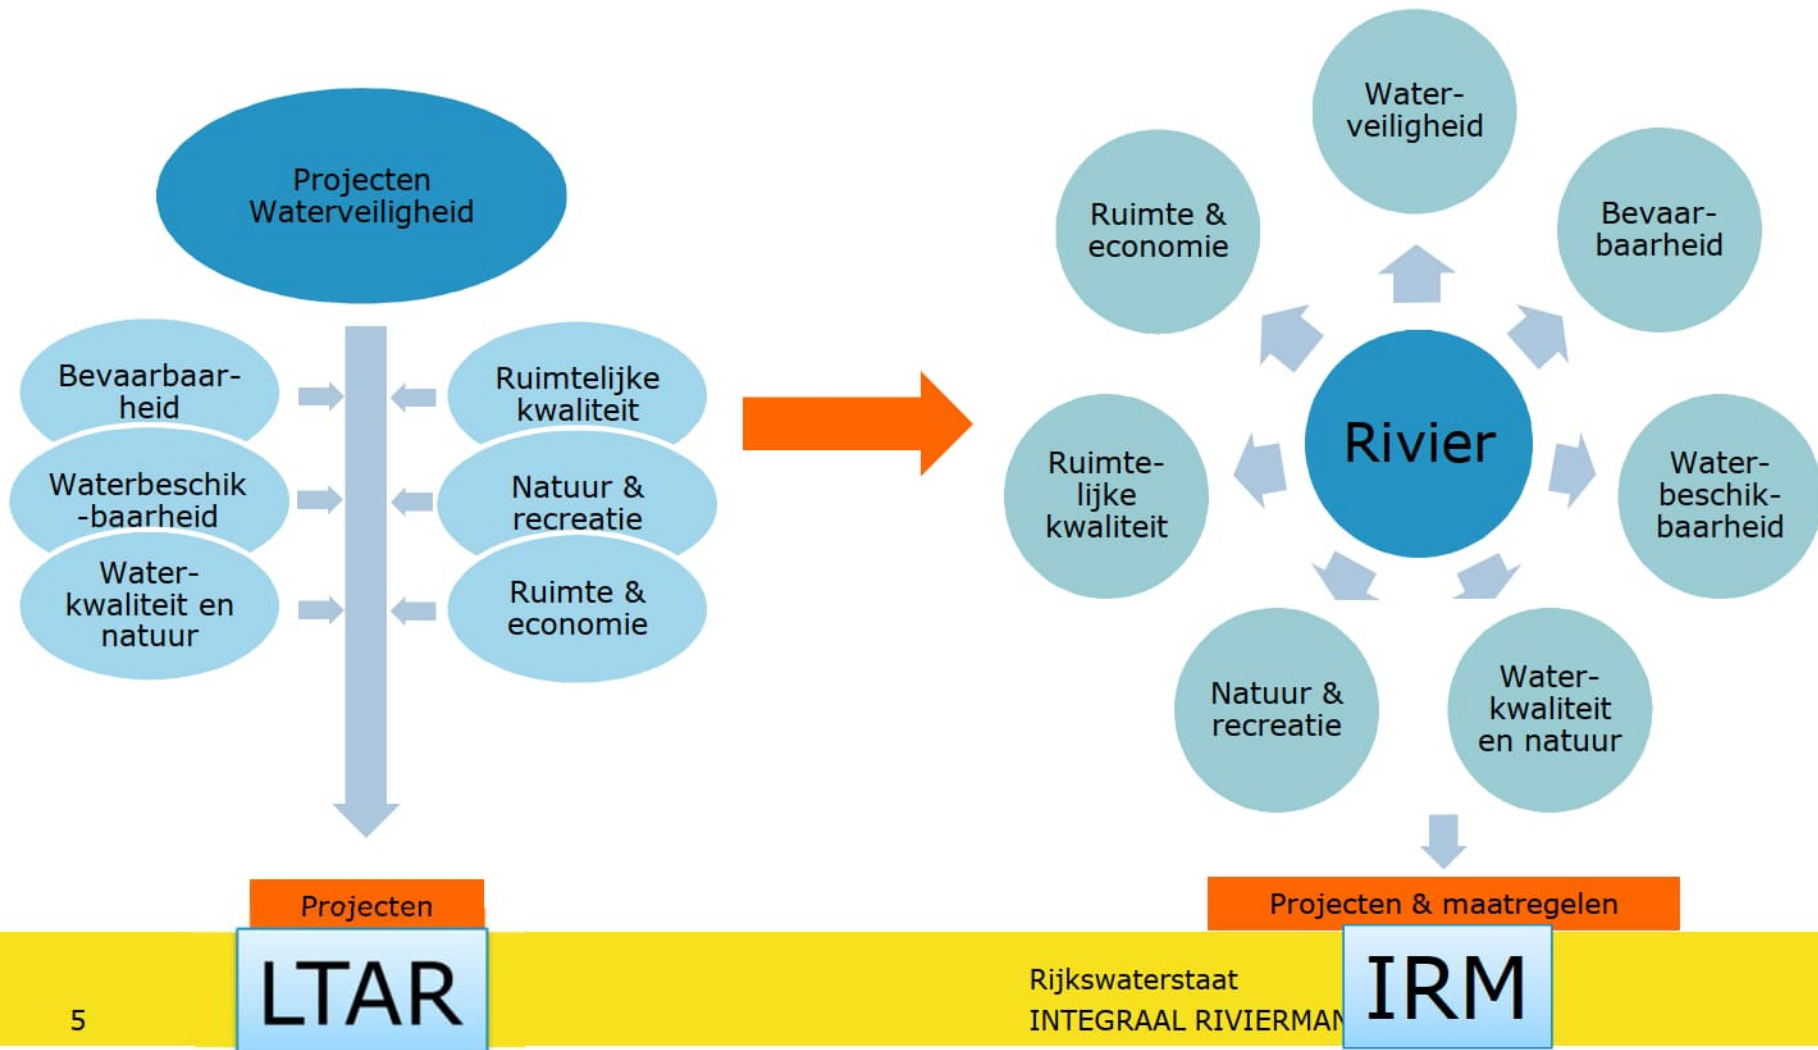 Projecten
Waterveiligheid
Bevaarbaar-
heid
Waterbeschik
-baarheid
Water-
kwaliteit en
natuur
Ruimtelijke
kwaliteit
Natuur &
recreatie
Ruimte &
economie
Projecten
LTAR
Water-
veiligheid
Bevaar-
baarheid
Water-
beschik-
baarheid
Water-
kwaliteit
en natuur
Natuur &
recreatie
Ruimte-
lijke
kwaliteit
Ruimte &
economie
Rivier
Projecten & maatregelen
IRM
Rijkswaterstaat
INTEGRAAL RIVIERMAN
5